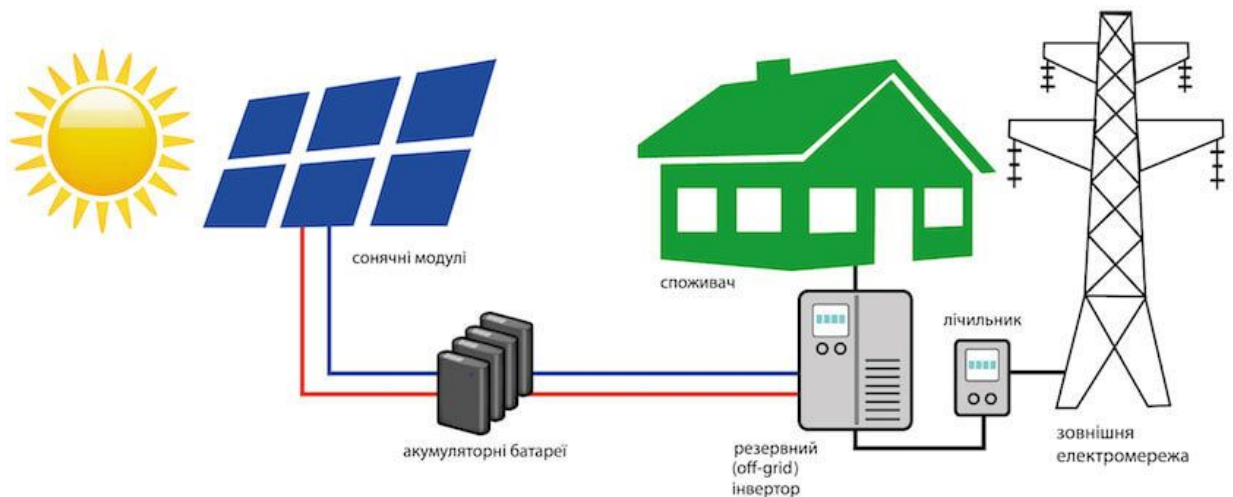 сонячні модулі
споживач
лічильник
акумуляторні батареї
резервний
(off-grid)
інвертор
зовнішня
електромережа